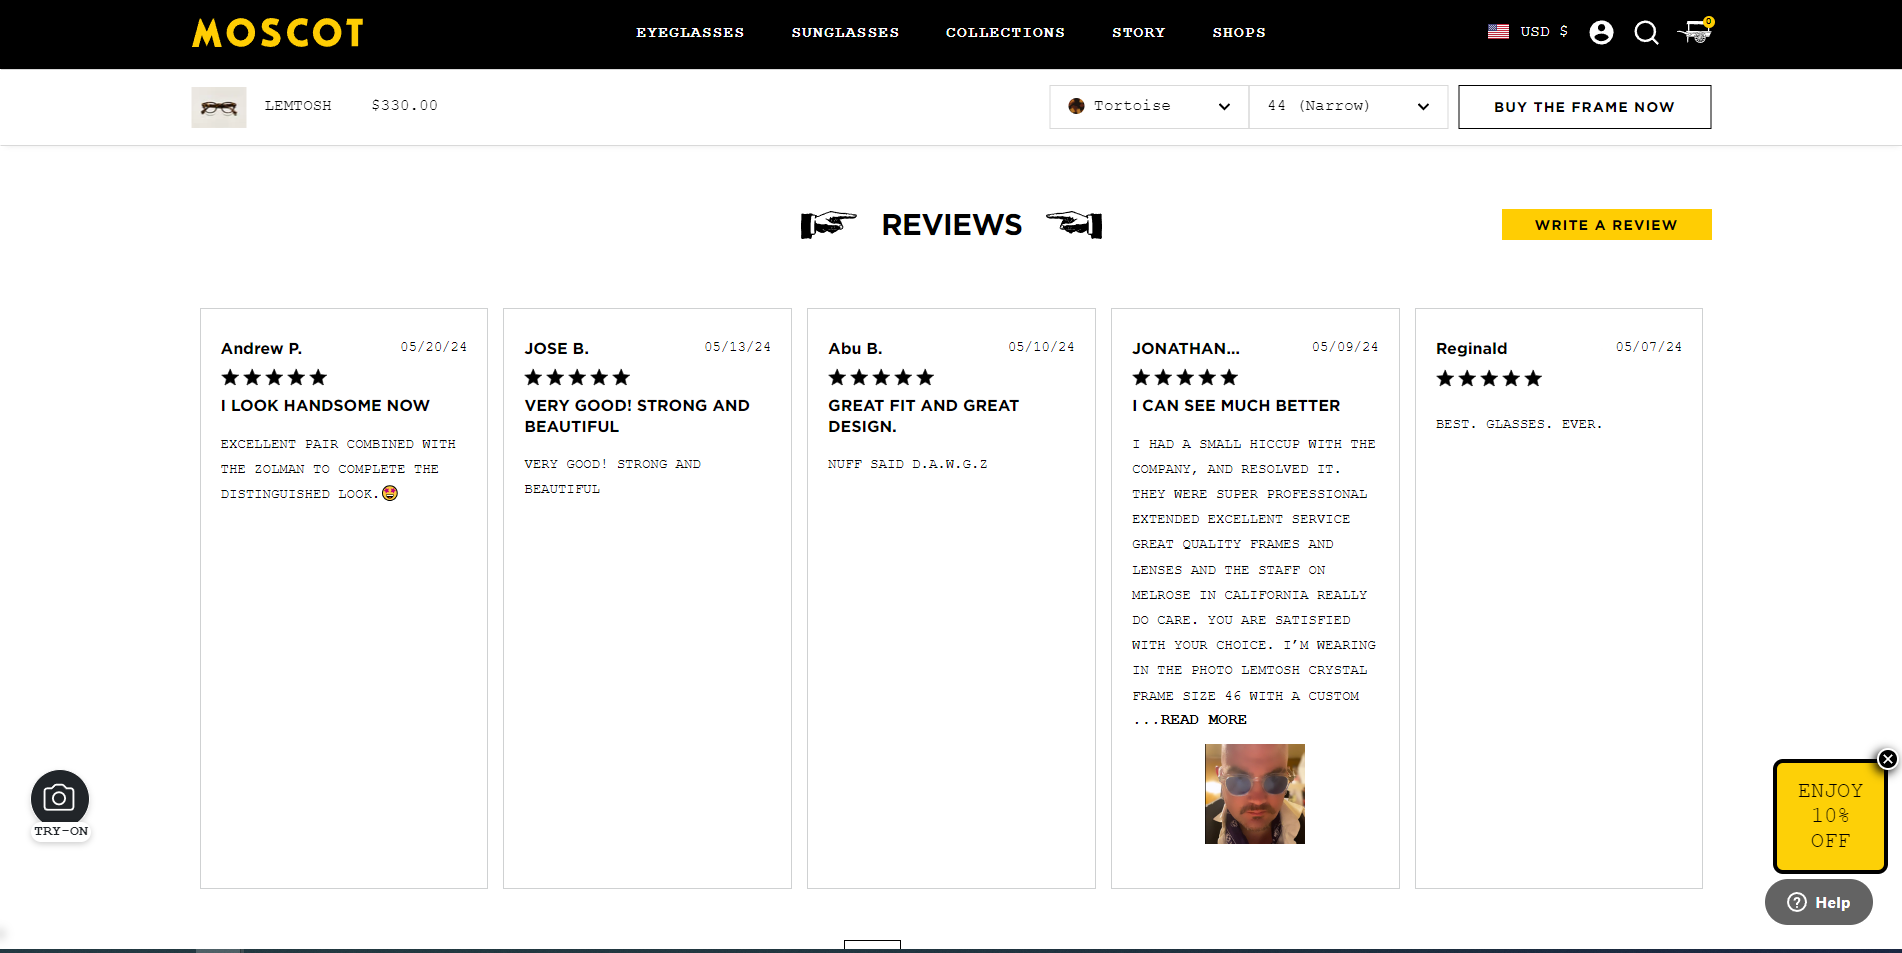 MOSCOT
EYEGLASSES
SUNGLASSES
COLLECTIONS
STORY
SHOPS
USD $
0
LEMTOSH
$330.00
Tortoise
44 (Narrow)
BUY THE FRAME NOW
REVIEWS
WRITE A REVIEW
Andrew P.
05/20/24
I LOOK HANDSOME NOW
EXCELLENT PAIR COMBINED WITH
THE ZOLMAN TO COMPLETE THE
DISTINGUISHED LOOK.🤩
JOSE B.
05/13/24
VERY GOOD! STRONG AND
BEAUTIFUL
VERY GOOD! STRONG AND
BEAUTIFUL
Abu B.
05/10/24
GREAT FIT AND GREAT
DESIGN.
NUFF SAID D.A.W.G.Z
JONATHAN...
05/09/24
I CAN SEE MUCH BETTER
I HAD A SMALL HICCUP WITH THE
COMPANY, AND RESOLVED IT.
THEY WERE SUPER PROFESSIONAL
EXTENDED EXCELLENT SERVICE
GREAT QUALITY FRAMES AND
LENSES AND THE STAFF ON
MELROSE IN CALIFORNIA REALLY
DO CARE. YOU ARE SATISFIED
WITH YOUR CHOICE. I’M WEARING
IN THE PHOTO LEMTOSH CRYSTAL
FRAME SIZE 46 WITH A CUSTOM
...READ MORE
Reginald
05/07/24
BEST. GLASSES. EVER.
TRY-ON
ENJOY
10%
OFF
Help